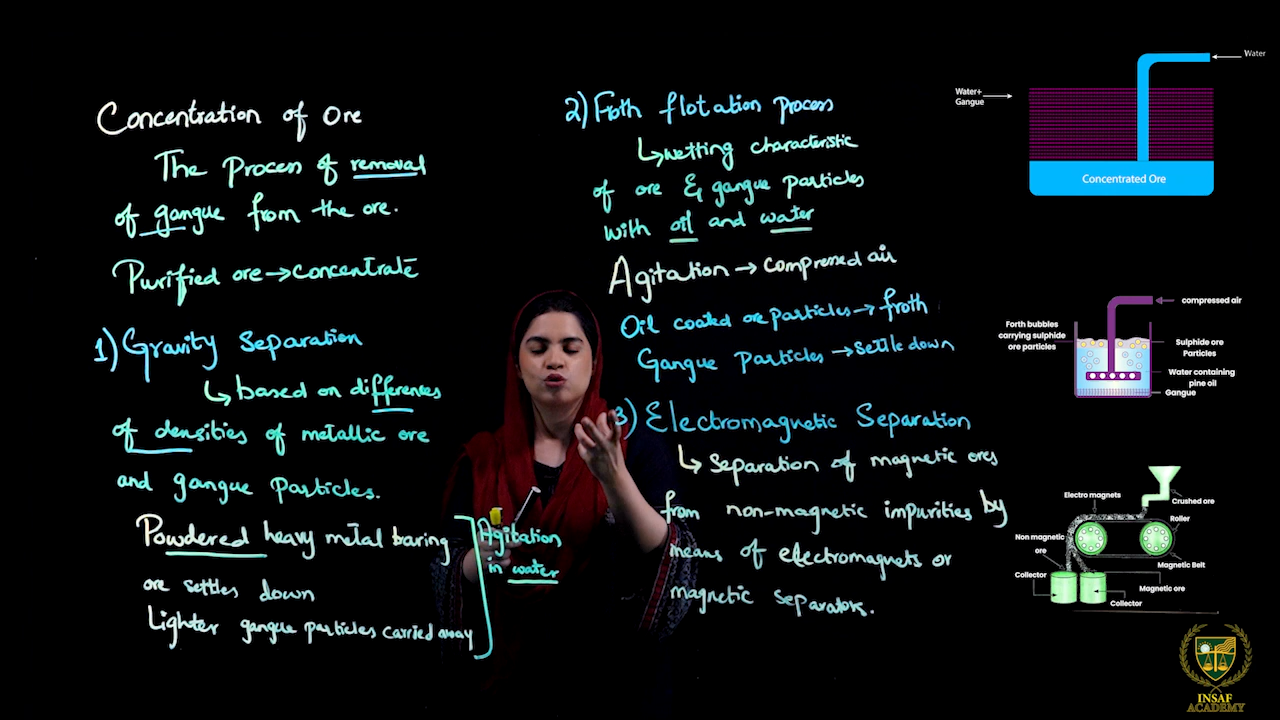 Concentration of Ore
The Process of removal
of gangue from the ore.
Purified ore → concentrate
1) Gravity Separation
↳ based on differences
of densities of metallic ore
and gangue Particles.
Powdered heavy metal baring
ore settles down
Lighter gangue particles carried away
Agitation
in water
2) Froth flotation process
↳ wetting characteristic
of ore & gangue particles
with oil and water
Agitation → compressed air
Oil coated ore particles → froth
Gangue Particles → settle down
3) Electromagnetic Separation
↳ Separation of magnetic ores
from non-magnetic impurities by
means of electromagnets or
magnetic separators.
Water
Water+
Gangue
Concentrated Ore
compressed air
Forth bubbles
carrying sulphide
ore particles
Sulphide ore
Particles
Water containing
pine oil
Gangue
Electro magnets
Crushed ore
Roller
Non magnetic
ore
Magnetic Belt
Collector
Magnetic ore
Collector
INSAF
ACADEMY